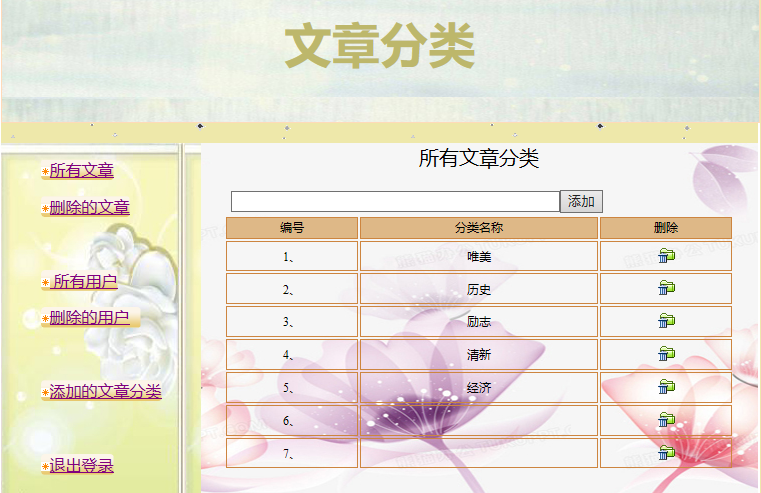 文章分类
所有文章
删除的文章
所有用户
删除的用户
添加的文章分类
退出登录
所有文章分类
添加
编号 分类名称 删除
1、 唯美
2、 历史
3、 励志
4、 清新
5、 经济
6、
7、